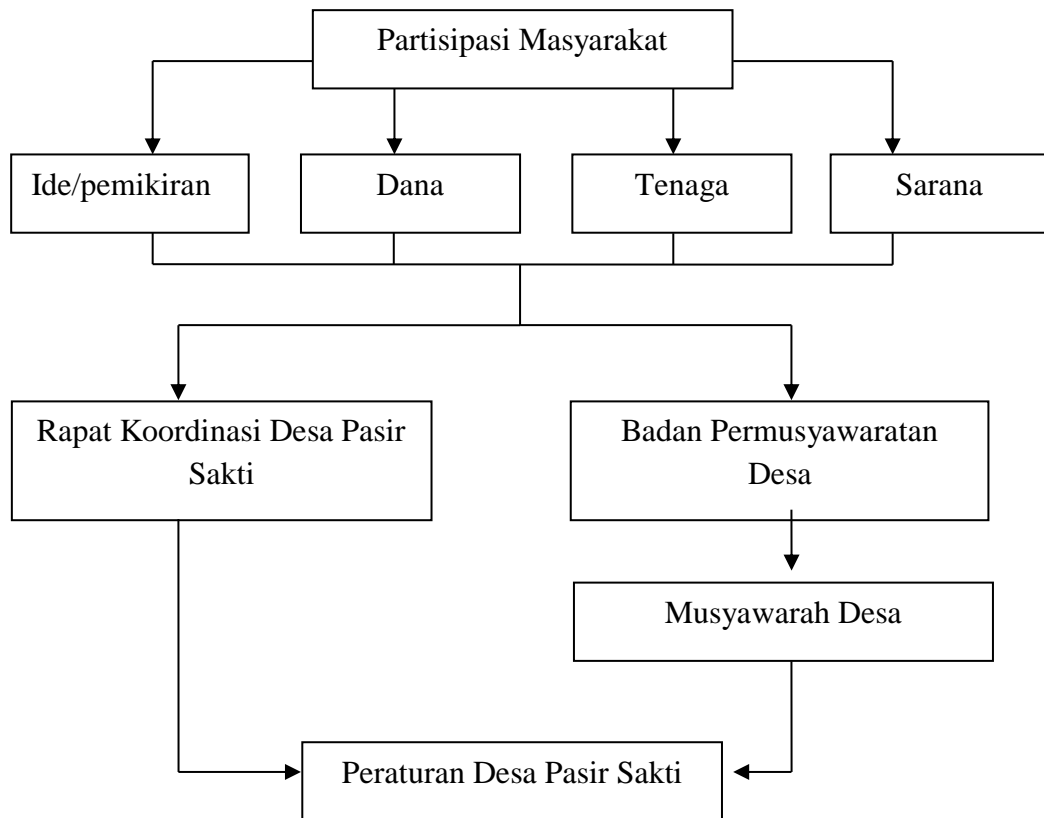 Partisipasi Masyarakat
Ide/pemikiran
Dana
Tenaga
Sarana
Rapat Koordinasi Desa Pasir
Sakti
Badan Permusyawaratan
Desa
Musyawarah Desa
Peraturan Desa Pasir Sakti